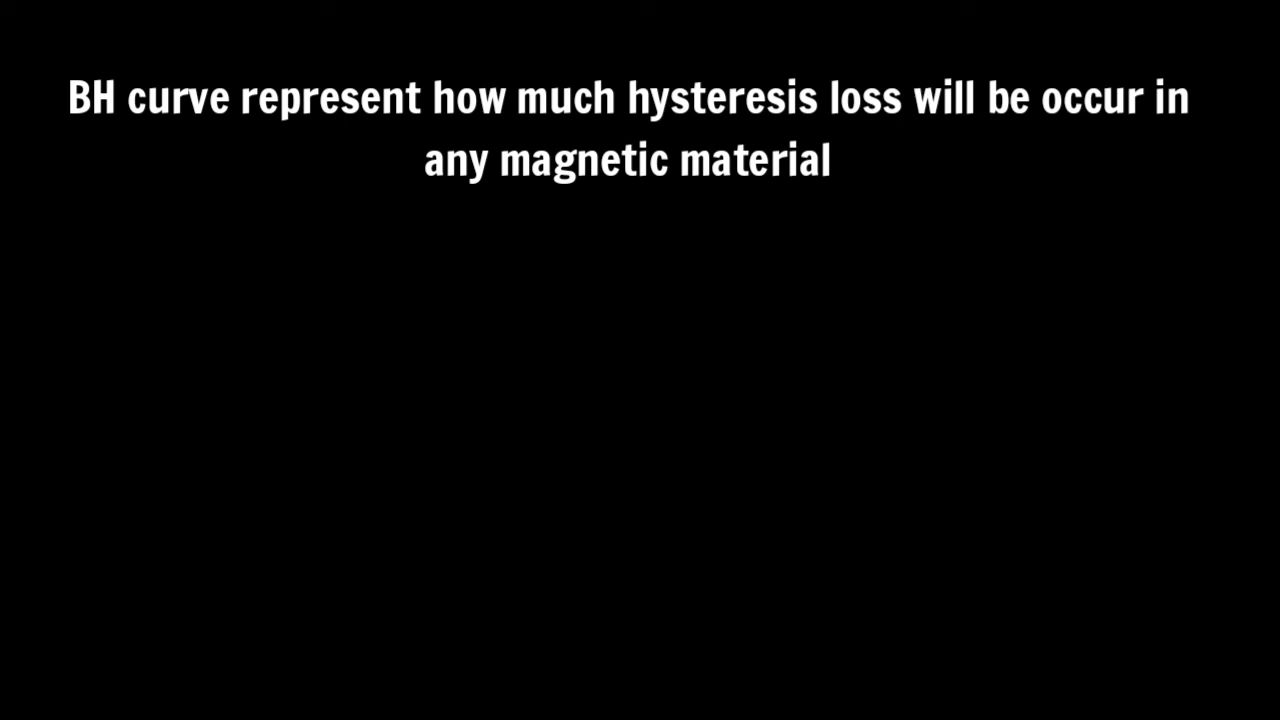 BH curve represent how much hysteresis loss will be occur in
any magnetic material